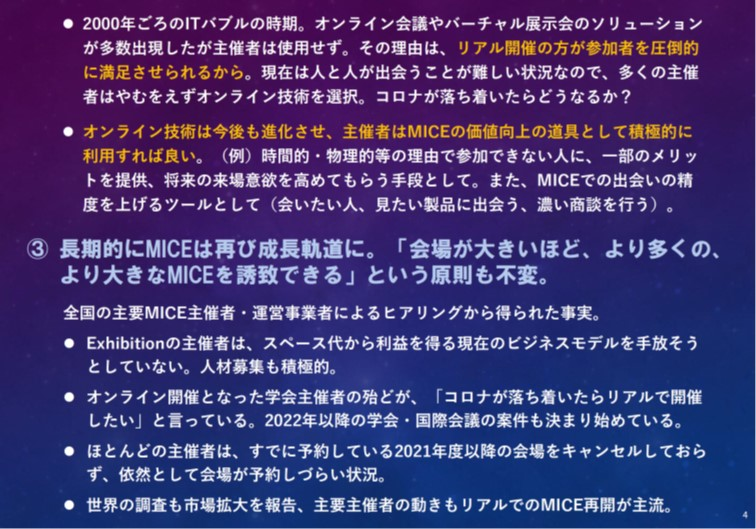 ● 2000年ごろのITバブルの時期。オンライン会議やバーチャル展示会のソリューション
が多数出現したが主催者は使用せず。その理由は、リアル開催の方が参加者を圧倒的
に満足させられるから。現在は人と人が出会うことが難しい状況なので、多くの主催
者はやむをえずオンライン技術を選択。コロナが落ち着いたらどうなるか？
● オンライン技術は今後も進化させ、主催者はMICEの価値向上の道具として積極的に
利用すれば良い。（例）時間的・物理的等の理由で参加できない人に、一部のメリッ
トを提供、将来の来場意欲を高めてもらう手段として。また、MICEでの出会いの精
度を上げるツールとして（会いたい人、見たい製品に出会う、濃い商談を行う）。
③ 長期的にMICEは再び成長軌道に。「会場が大きいほど、より多くの、
より大きなMICEを誘致できる」という原則も不変。
全国の主要MICE主催者・運営事業者によるヒアリングから得られた事実。
● Exhibitionの主催者は、スペース代から利益を得る現在のビジネスモデルを手放そう
としていない。人材募集も積極的。
● オンライン開催となった学会主催者の殆どが、「コロナが落ち着いたらリアルで開催
したい」と言っている。2022年以降の学会・国際会議の案件も決まり始めている。
● ほとんどの主催者は、すでに予約している2021年度以降の会場をキャンセルしておら
ず、依然として会場が予約しづらい状況。
● 世界の調査も市場拡大を報告、主要主催者の動きもリアルでのMICE再開が主流。
4